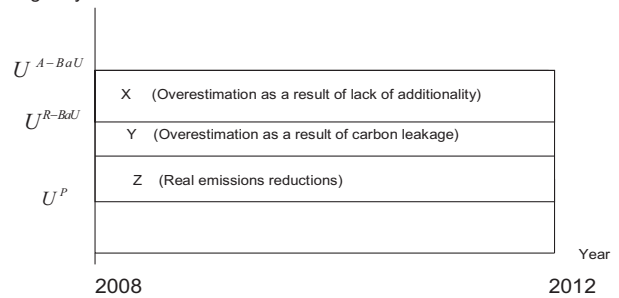 U^{A-BaU}
X (Overestimation as a result of lack of additionality)
U^{R-BaU}
Y (Overestimation as a result of carbon leakage)
Z (Real emissions reductions)
U^{P}
Year
2008 2012